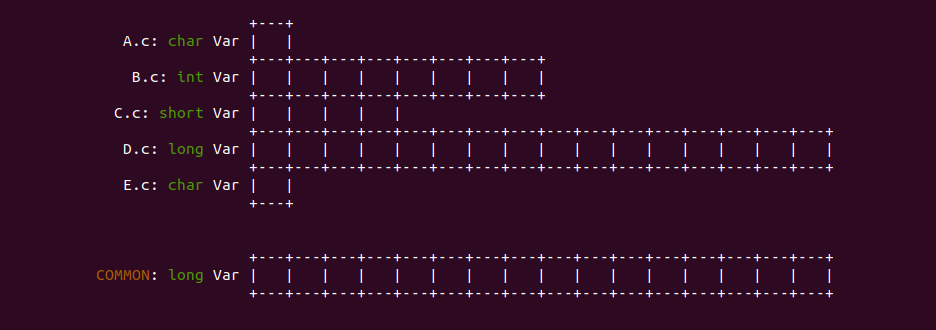 +---+
   A.c: char Var |   |
                 +---+---+---+---+---+---+---+---+
    B.c: int Var |   |   |   |   |   |   |   |   |
                 +---+---+---+---+---+---+---+---+
  C.c: short Var |   |   |   |   |
                 +---+---+---+---+---+---+---+---+---+---+---+---+---+---+---+---+
   D.c: long Var |   |   |   |   |   |   |   |   |   |   |   |   |   |   |   |   |
                 +---+---+---+---+---+---+---+---+---+---+---+---+---+---+---+---+
   E.c: char Var |   |
                 +---+
                 +---+---+---+---+---+---+---+---+---+---+---+---+---+---+---+---+
COMMON: long Var |   |   |   |   |   |   |   |   |   |   |   |   |   |   |   |   |
                 +---+---+---+---+---+---+---+---+---+---+---+---+---+---+---+---+